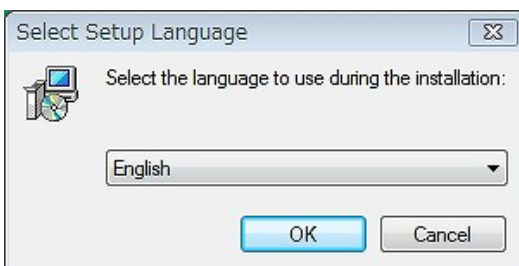 Select Setup Language
Select the language to use during the installation:
English
OK
Cancel